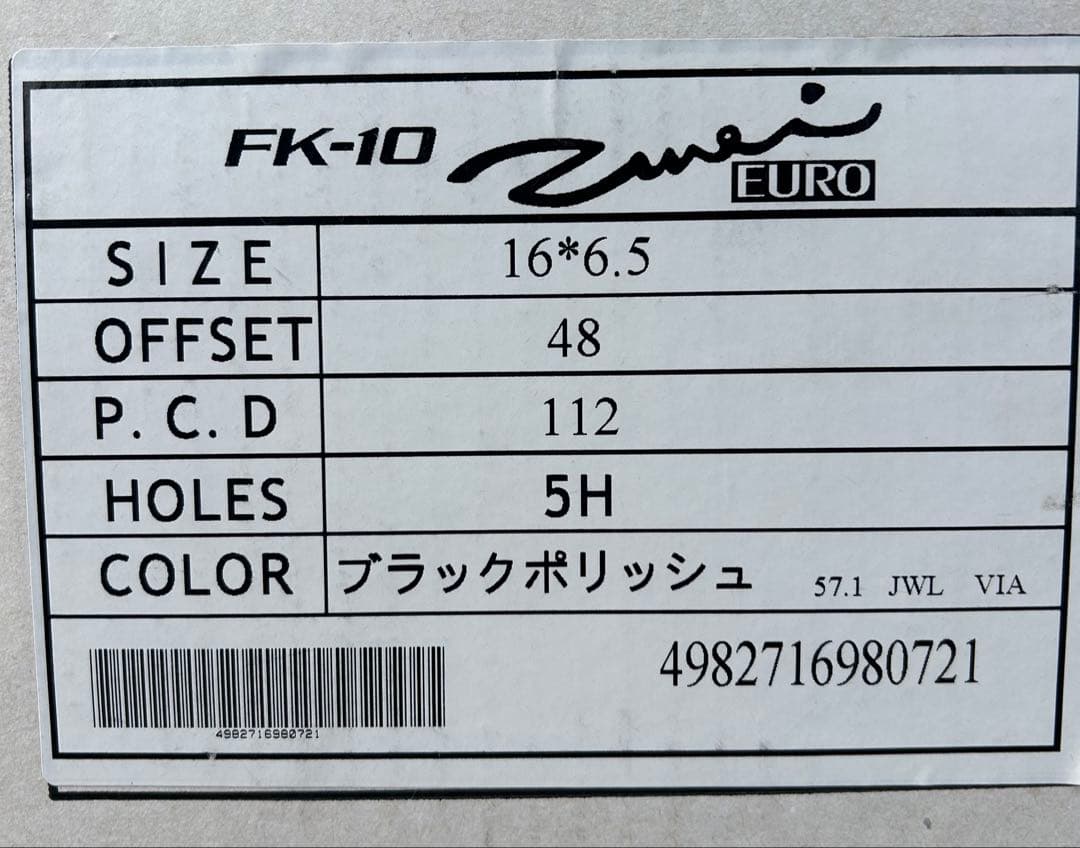 FK-10 Zwei
EURO
SIZE 16*6.5
OFFSET 48
P.C.D 112
HOLES 5H
COLOR ブラックポリッシュ 57.1 JWL VIA
4982716980721
4982716980721